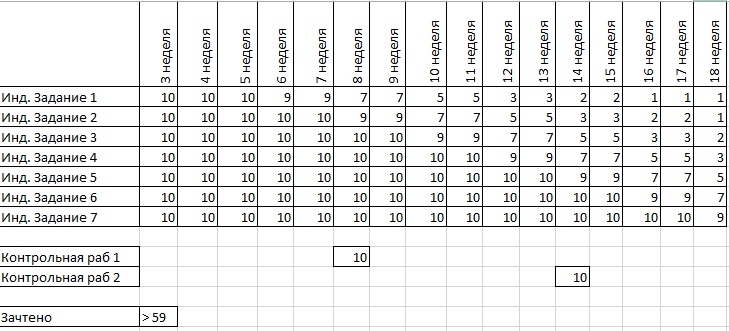 3 неделя 4 неделя 5 неделя 6 неделя 7 неделя 8 неделя 9 неделя 10 неделя 11 неделя 12 неделя 13 неделя 14 неделя 15 неделя 16 неделя 17 неделя 18 неделя
Инд. Задание 1 10 10 10 9 9 7 7 5 5 3 3 2 2 1 1 1
Инд. Задание 2 10 10 10 10 10 9 9 7 7 5 5 3 3 2 2 1
Инд. Задание 3 10 10 10 10 10 10 10 9 9 7 7 5 5 3 3 2
Инд. Задание 4 10 10 10 10 10 10 10 10 10 9 9 7 7 5 5 3
Инд. Задание 5 10 10 10 10 10 10 10 10 10 10 10 9 9 7 7 5
Инд. Задание 6 10 10 10 10 10 10 10 10 10 10 10 10 10 9 9 7
Инд. Задание 7 10 10 10 10 10 10 10 10 10 10 10 10 10 10 10 9
Контрольная раб 1 10
Контрольная раб 2 10
Зачтено > 59